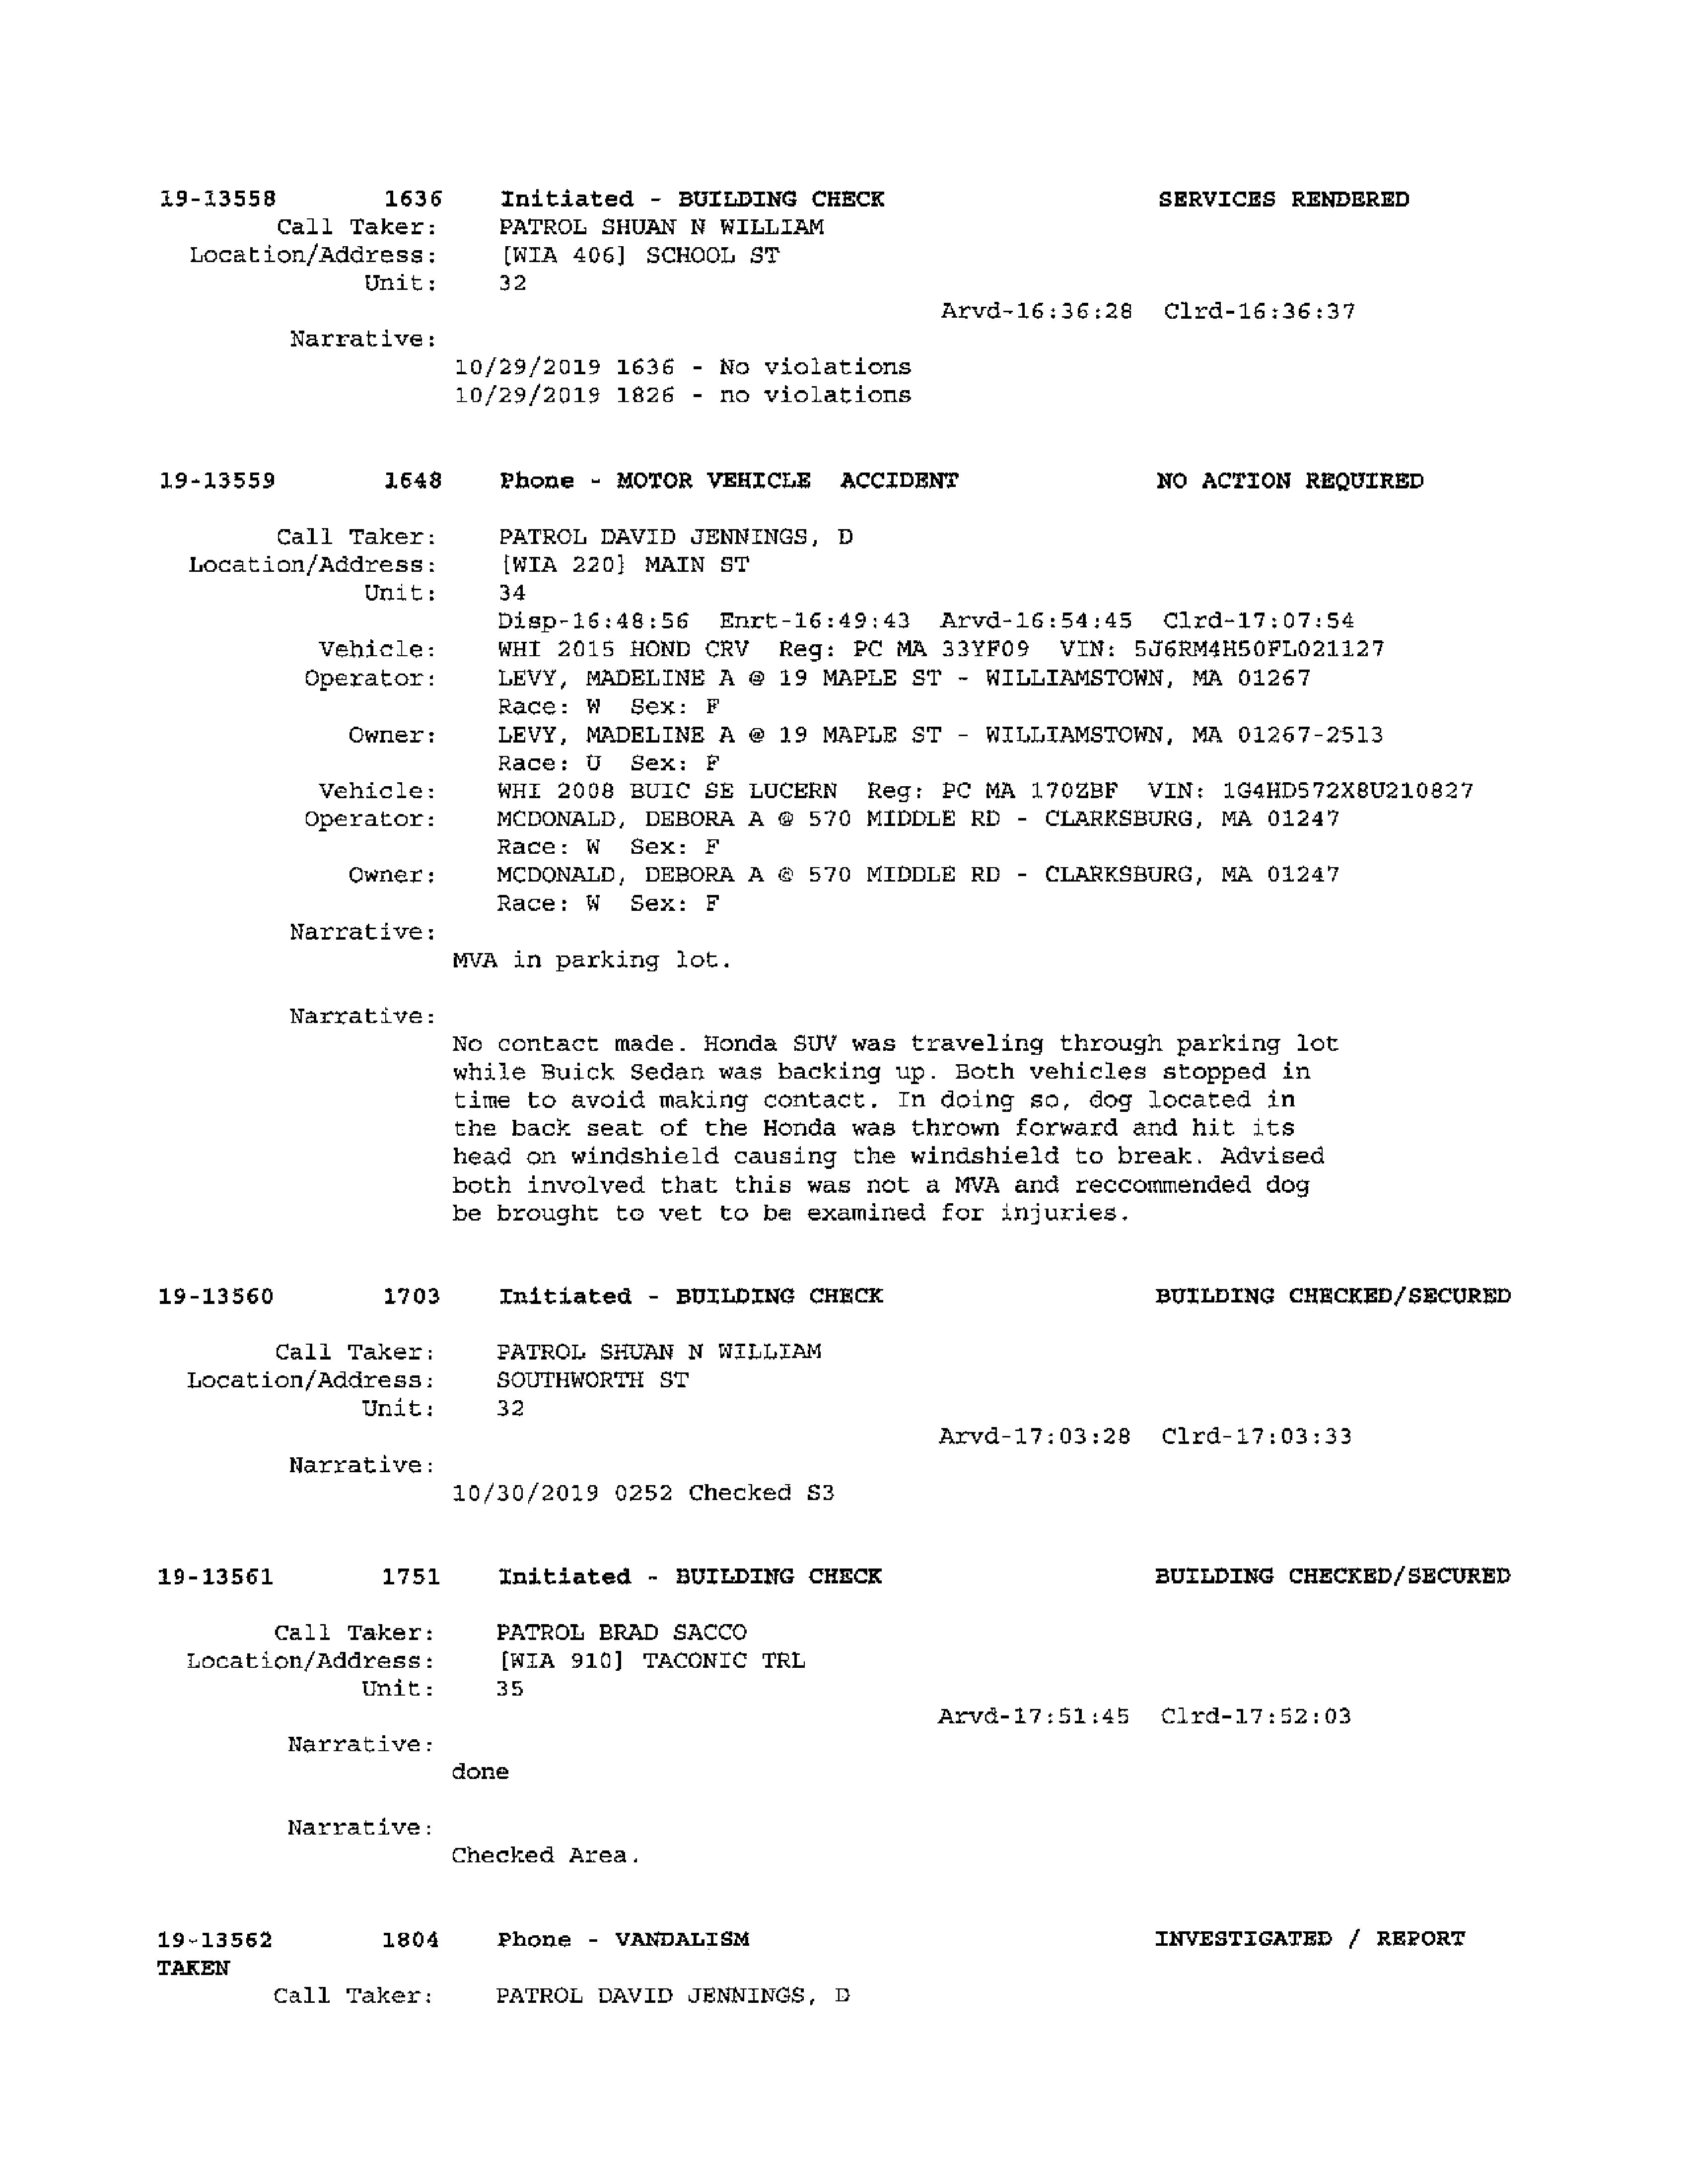 19-13558 1636 Initiated - BUILDING CHECK SERVICES RENDERED
Call Taker: PATROL SHUAN N WILLIAM
Location/Address: [WIA 406] SCHOOL ST
Unit: 32
Arvd-16:36:28 Clrd-16:36:37
Narrative:
10/29/2019 1636 - No violations
10/29/2019 1826 - no violations
19-13559 1648 Phone - MOTOR VEHICLE ACCIDENT NO ACTION REQUIRED
Call Taker: PATROL DAVID JENNINGS, D
Location/Address: [WIA 220] MAIN ST
Unit: 34
Disp-16:48:56 Enrt-16:49:43 Arvd-16:54:45 Clrd-17:07:54
Vehicle: WHI 2015 HOND CRV Reg: PC MA 33YF09 VIN: 5J6RM4H50FL021127
Operator: LEVY, MADELINE A @ 19 MAPLE ST - WILLIAMSTOWN, MA 01267
Race: W Sex: F
Owner: LEVY, MADELINE A @ 19 MAPLE ST - WILLIAMSTOWN, MA 01267-2513
Race: U Sex: F
Vehicle: WHI 2008 BUIC SE LUCERN Reg: PC MA 170ZBF VIN: 1G4HD572X8U210827
Operator: MCDONALD, DEBORA A @ 570 MIDDLE RD - CLARKSBURG, MA 01247
Race: W Sex: F
Owner: MCDONALD, DEBORA A @ 570 MIDDLE RD - CLARKSBURG, MA 01247
Race: W Sex: F
Narrative:
MVA in parking lot.
Narrative:
No contact made. Honda SUV was traveling through parking lot
while Buick Sedan was backing up. Both vehicles stopped in
time to avoid making contact. In doing so, dog located in
the back seat of the Honda was thrown forward and hit its
head on windshield causing the windshield to break. Advised
both involved that this was not a MVA and reccommended dog
be brought to vet to be examined for injuries.
19-13560 1703 Initiated - BUILDING CHECK BUILDING CHECKED/SECURED
Call Taker: PATROL SHUAN N WILLIAM
Location/Address: SOUTHWORTH ST
Unit: 32
Arvd-17:03:28 Clrd-17:03:33
Narrative:
10/30/2019 0252 Checked S3
19-13561 1751 Initiated - BUILDING CHECK BUILDING CHECKED/SECURED
Call Taker: PATROL BRAD SACCO
Location/Address: [WIA 910] TACONIC TRL
Unit: 35
Arvd-17:51:45 Clrd-17:52:03
Narrative:
done
Narrative:
Checked Area.
19-13562 1804 Phone - VANDALISM INVESTIGATED / REPORT
TAKEN
Call Taker: PATROL DAVID JENNINGS, D